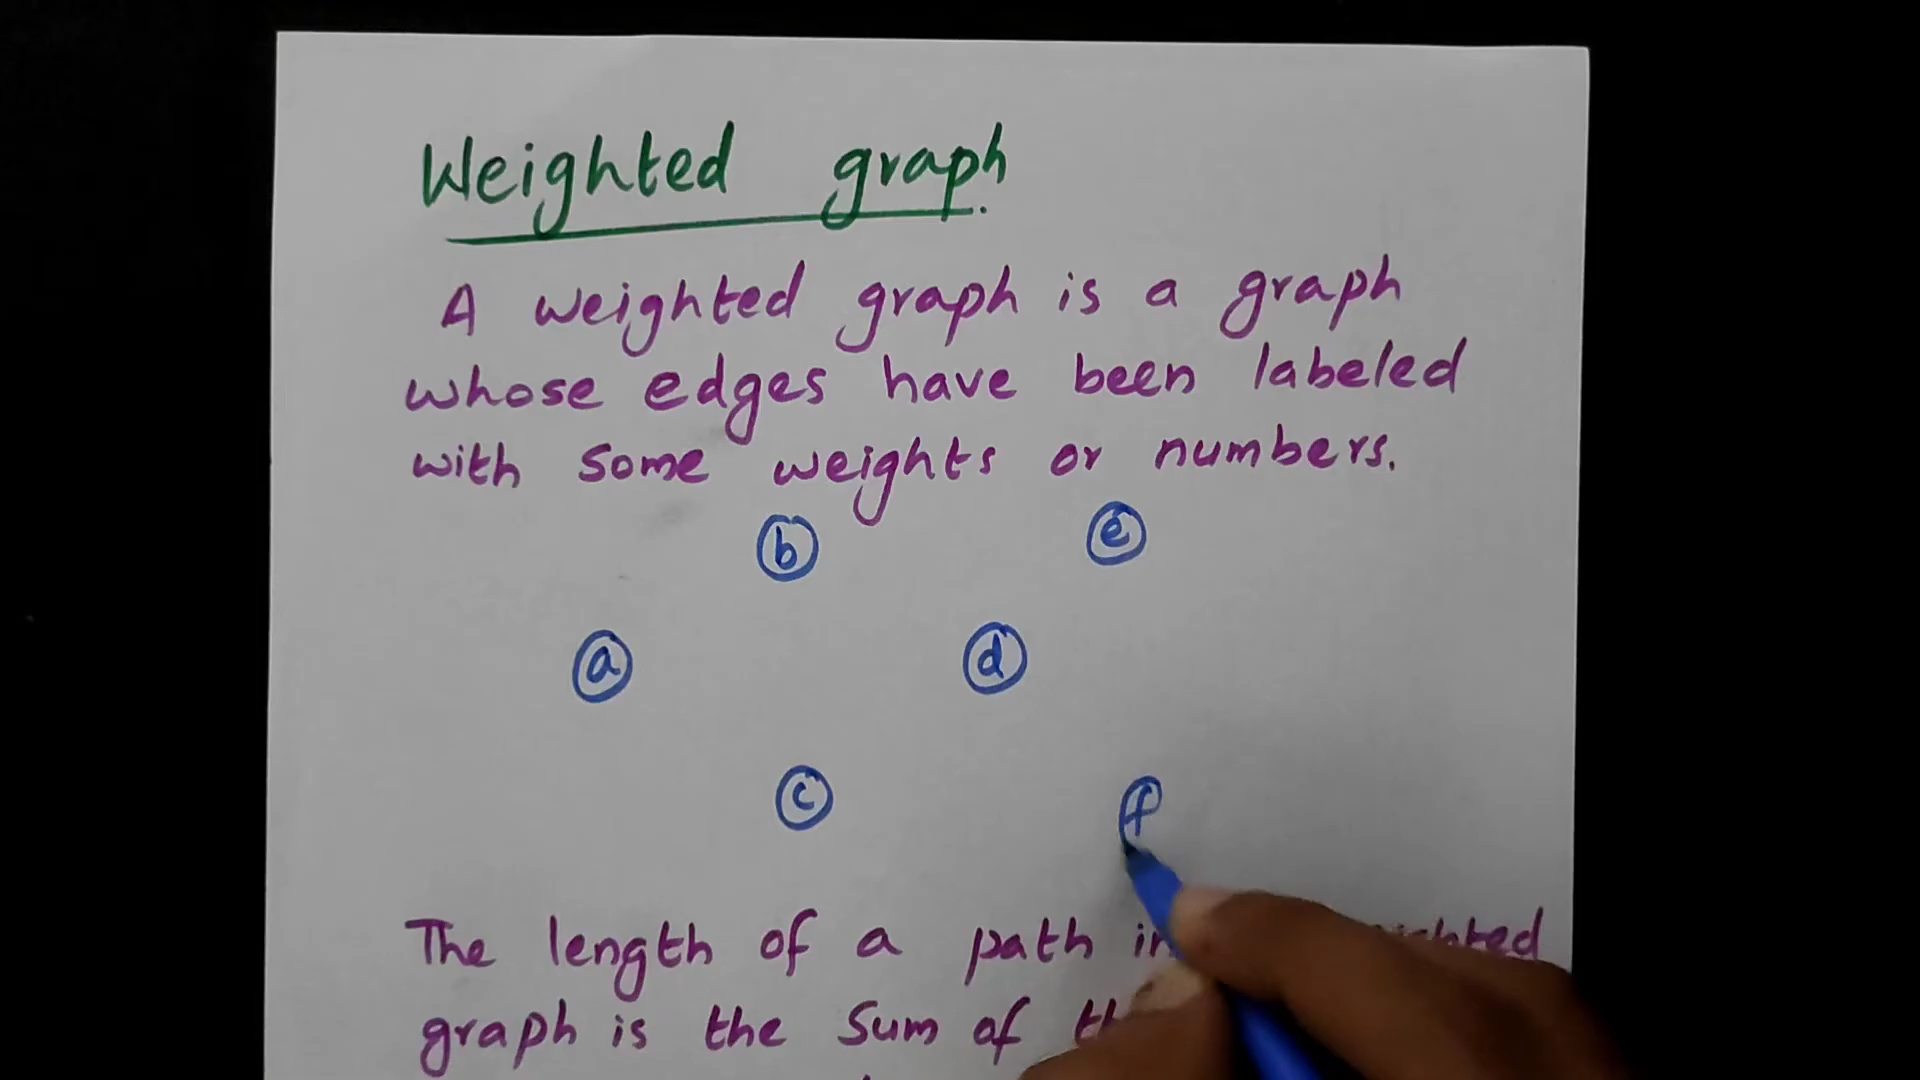 Weighted graph.
A weighted graph is a graph
whose edges have been labeled
with some weights or numbers.
b e
a d
c f
The length of a path in
graph is the Sum of